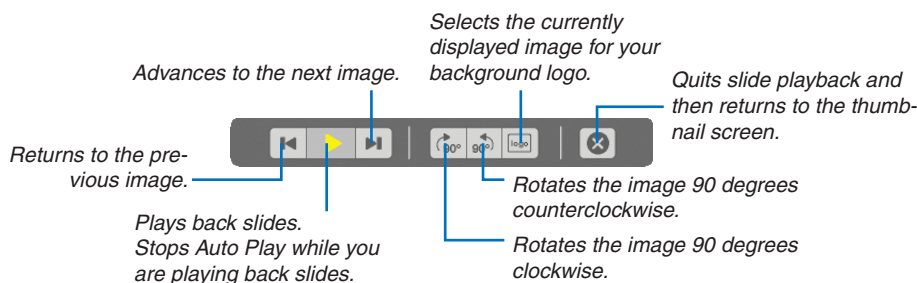 Selects the currently
displayed image for your
background logo.
Advances to the next image.
Quits slide playback and
then returns to the thumb-
nail screen.
90º
90º
logo
Returns to the pre-
vious image.
Rotates the image 90 degrees
counterclockwise.
Plays back slides.
Stops Auto Play while you
are playing back slides.
Rotates the image 90 degrees
clockwise.